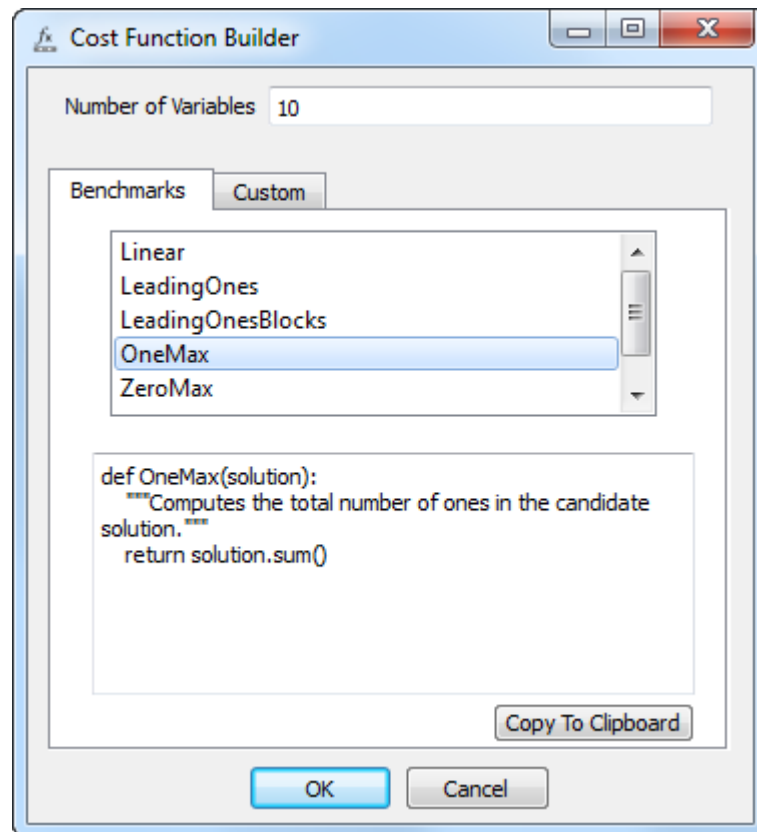 Cost Function Builder
Number of Variables 10
Benchmarks Custom
Linear
LeadingOnes
LeadingOnesBlocks
OneMax
ZeroMax
def OneMax(solution):
"""Computes the total number of ones in the candidate
solution."""
return solution.sum()
Copy To Clipboard
OK Cancel